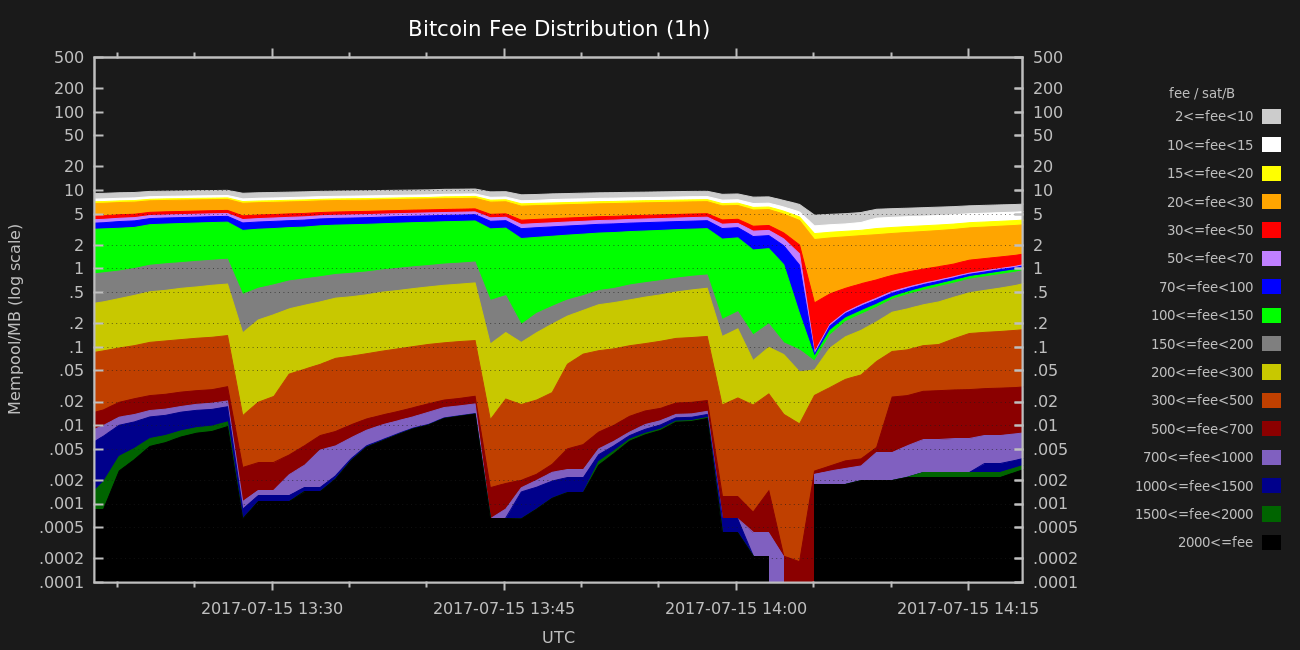 Bitcoin Fee Distribution (1h)
Mempool/MB (log scale)
500
200
100
50
20
10
5
2
1
.5
.2
.1
.05
.02
.01
.005
.002
.001
.0005
.0002
.0001
500
200
100
50
20
10
5
2
1
.5
.2
.1
.05
.02
.01
.005
.002
.001
.0005
.0002
.0001
2017-07-15 13:30
2017-07-15 13:45
2017-07-15 14:00
2017-07-15 14:15
UTC
fee / sat/B
2<=fee<10
10<=fee<15
15<=fee<20
20<=fee<30
30<=fee<50
50<=fee<70
70<=fee<100
100<=fee<150
150<=fee<200
200<=fee<300
300<=fee<500
500<=fee<700
700<=fee<1000
1000<=fee<1500
1500<=fee<2000
2000<=fee